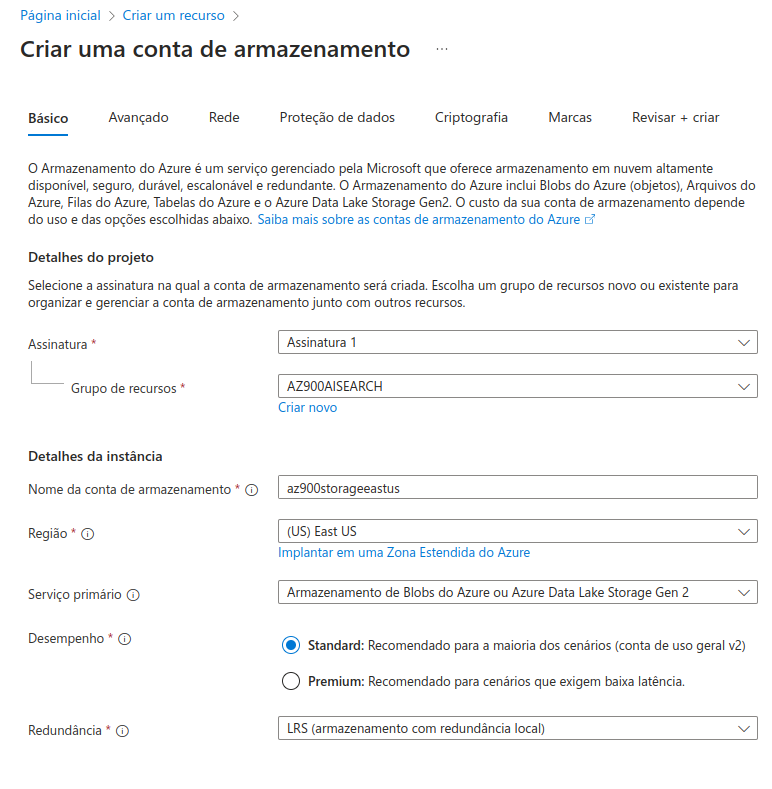 Página inicial > Criar um recurso >
Criar uma conta de armazenamento ...
Básico Avançado Rede Proteção de dados Criptografia Marcas Revisar + criar
O Armazenamento do Azure é um serviço gerenciado pela Microsoft que oferece armazenamento em nuvem altamente
disponível, seguro, durável, escalonável e redundante. O Armazenamento do Azure inclui Blobs do Azure (objetos), Arquivos do
Azure, Filas do Azure, Tabelas do Azure e o Azure Data Lake Storage Gen2. O custo da sua conta de armazenamento depende
do uso e das opções escolhidas abaixo. Saiba mais sobre as contas de armazenamento do Azure
Detalhes do projeto
Selecione a assinatura na qual a conta de armazenamento será criada. Escolha um grupo de recursos novo ou existente para
organizar e gerenciar a conta de armazenamento junto com outros recursos.
Assinatura * Assinatura 1
Grupo de recursos * AZ900AISEARCH
Criar novo
Detalhes da instância
Nome da conta de armazenamento * az900storageeastus
Região * (US) East US
Implantar em uma Zona Estendida do Azure
Serviço primário Armazenamento de Blobs do Azure ou Azure Data Lake Storage Gen 2
Desempenho * Standard: Recomendado para a maioria dos cenários (conta de uso geral v2)
Premium: Recomendado para cenários que exigem baixa latência.
Redundância * LRS (armazenamento com redundância local)